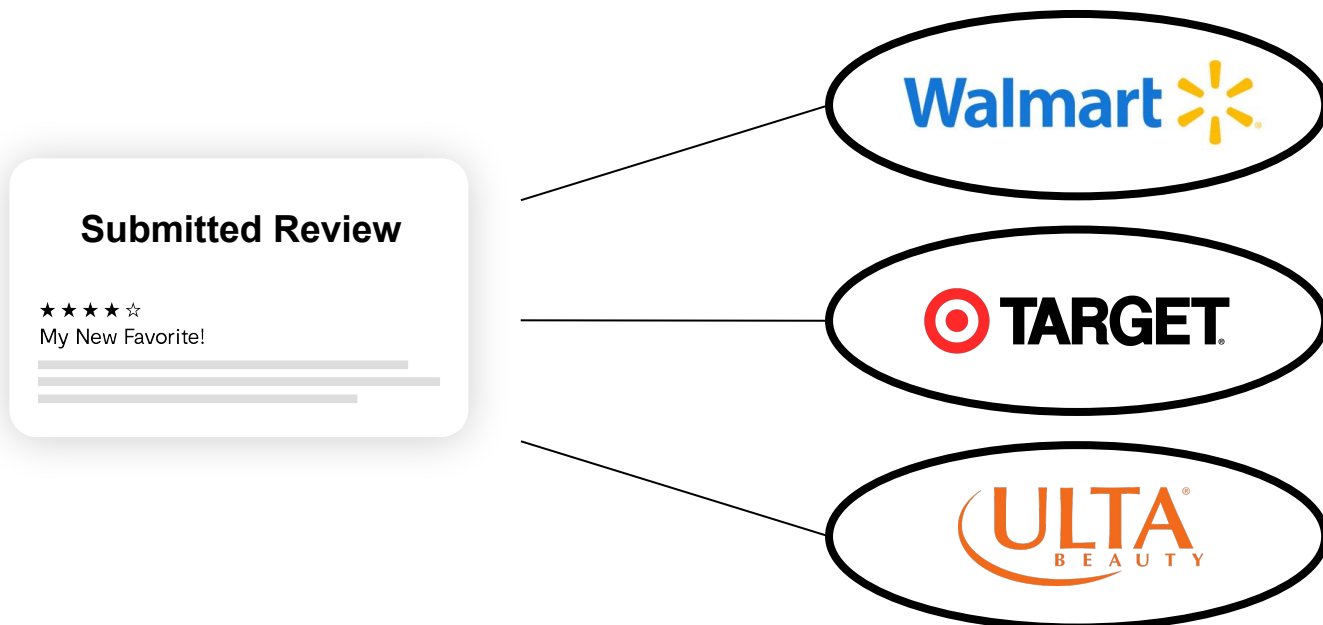 Submitted Review
★ ★ ★ ★ ☆
My New Favorite!
Walmart
TARGET
ULTA
BEAUTY